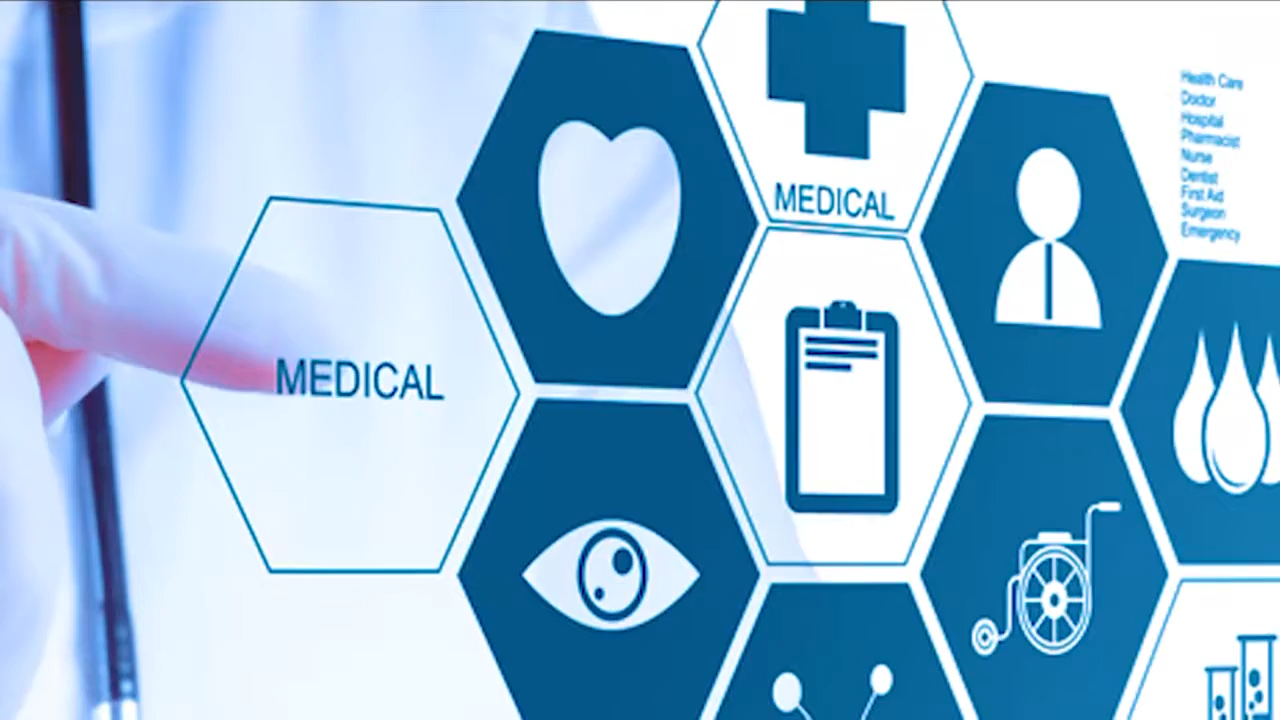 MEDICAL
MEDICAL
Health Care
Doctor
Hospital
Pharmacist
Nurse
Dentist
First Aid
Surgeon
Emergency